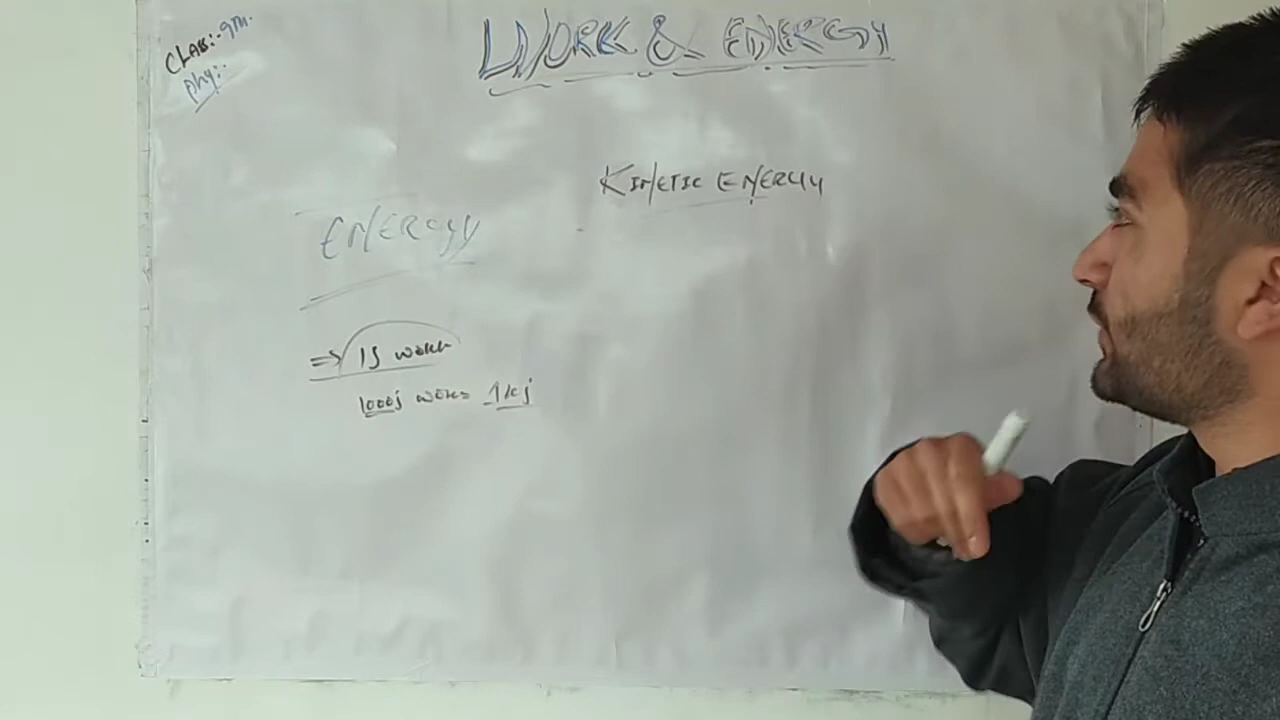 CLASS:- 9TH.
Phy:-
WORK & ENERGY
KINETIC ENERGY
ENERGY
=> 1J work
1000j work= 1kj